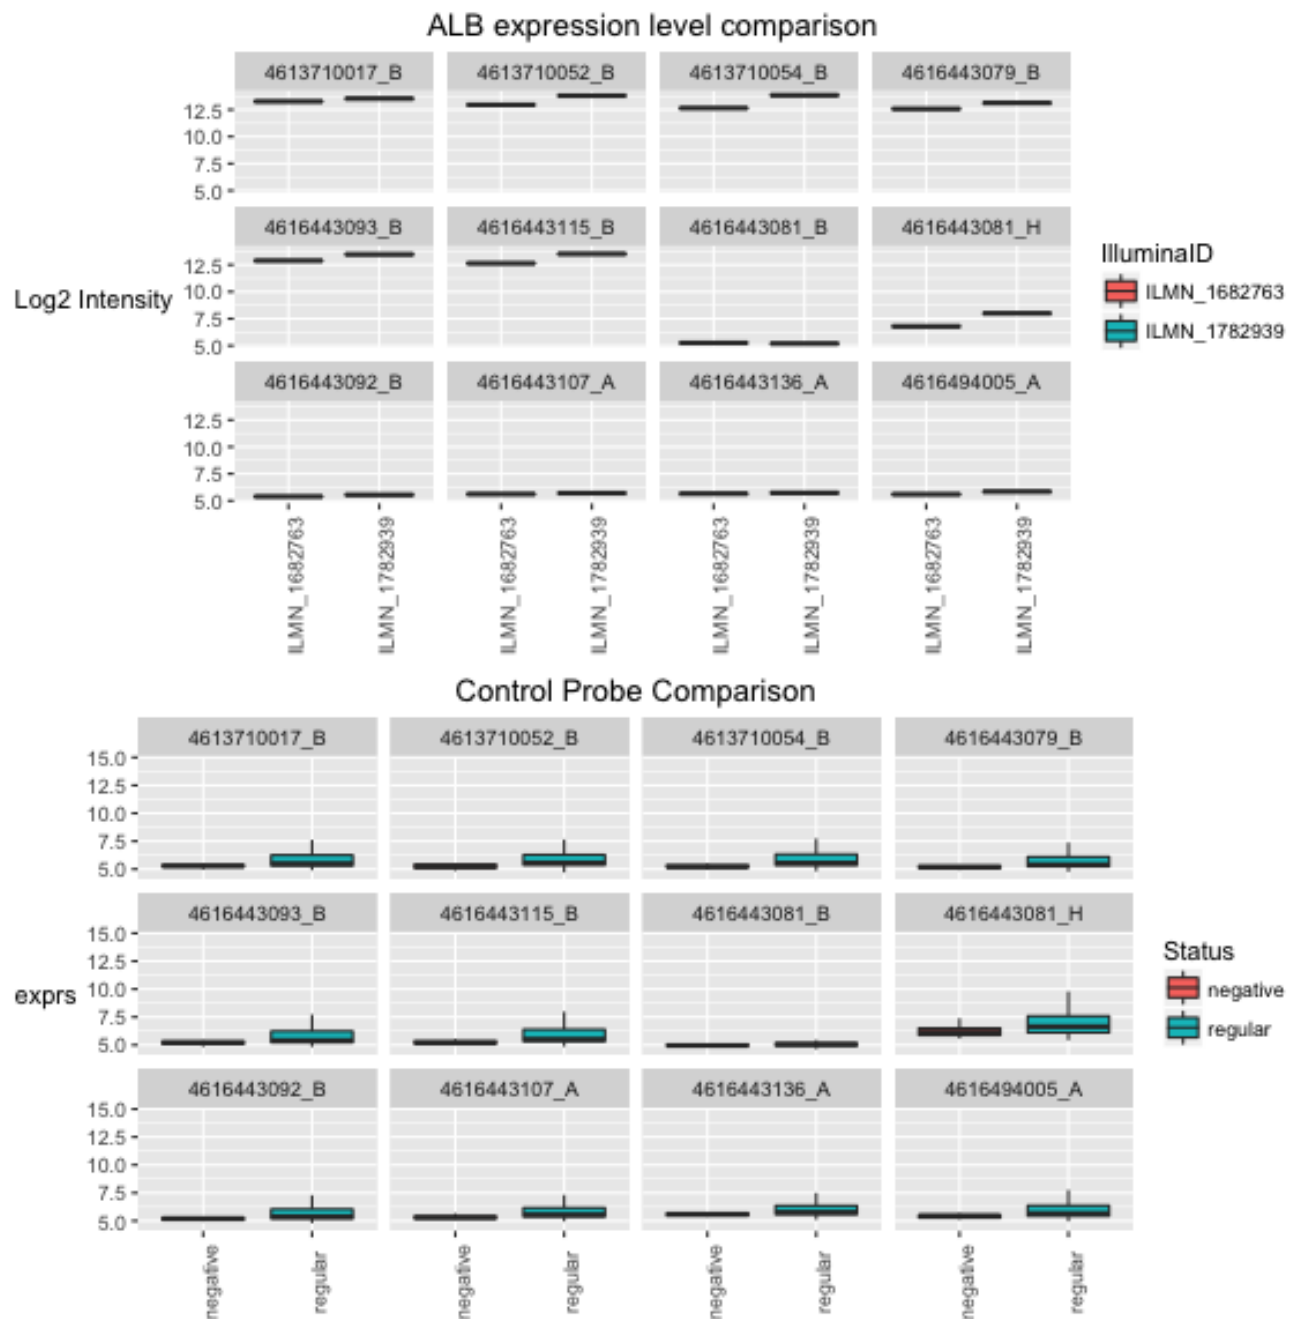 ALB expression level comparison
4613710017_B 4613710052_B 4613710054_B 4616443079_B
12.5
10.0
7.5
5.0
4616443093_B 4616443115_B 4616443081_B 4616443081_H
12.5
10.0
7.5
5.0
Log2 Intensity
IlluminaID
ILMN_1682763
ILMN_1782939
4616443092_B 4616443107_A 4616443136_A 4616494005_A
12.5
10.0
7.5
5.0
ILMN_1682763 ILMN_1782939 ILMN_1682763 ILMN_1782939 ILMN_1682763 ILMN_1782939 ILMN_1682763 ILMN_1782939
Control Probe Comparison
4613710017_B 4613710052_B 4613710054_B 4616443079_B
15.0
12.5
10.0
7.5
5.0
4616443093_B 4616443115_B 4616443081_B 4616443081_H
15.0
12.5
10.0
7.5
5.0
exprs
Status
negative
regular
4616443092_B 4616443107_A 4616443136_A 4616494005_A
15.0
12.5
10.0
7.5
5.0
negative regular negative regular negative regular negative regular